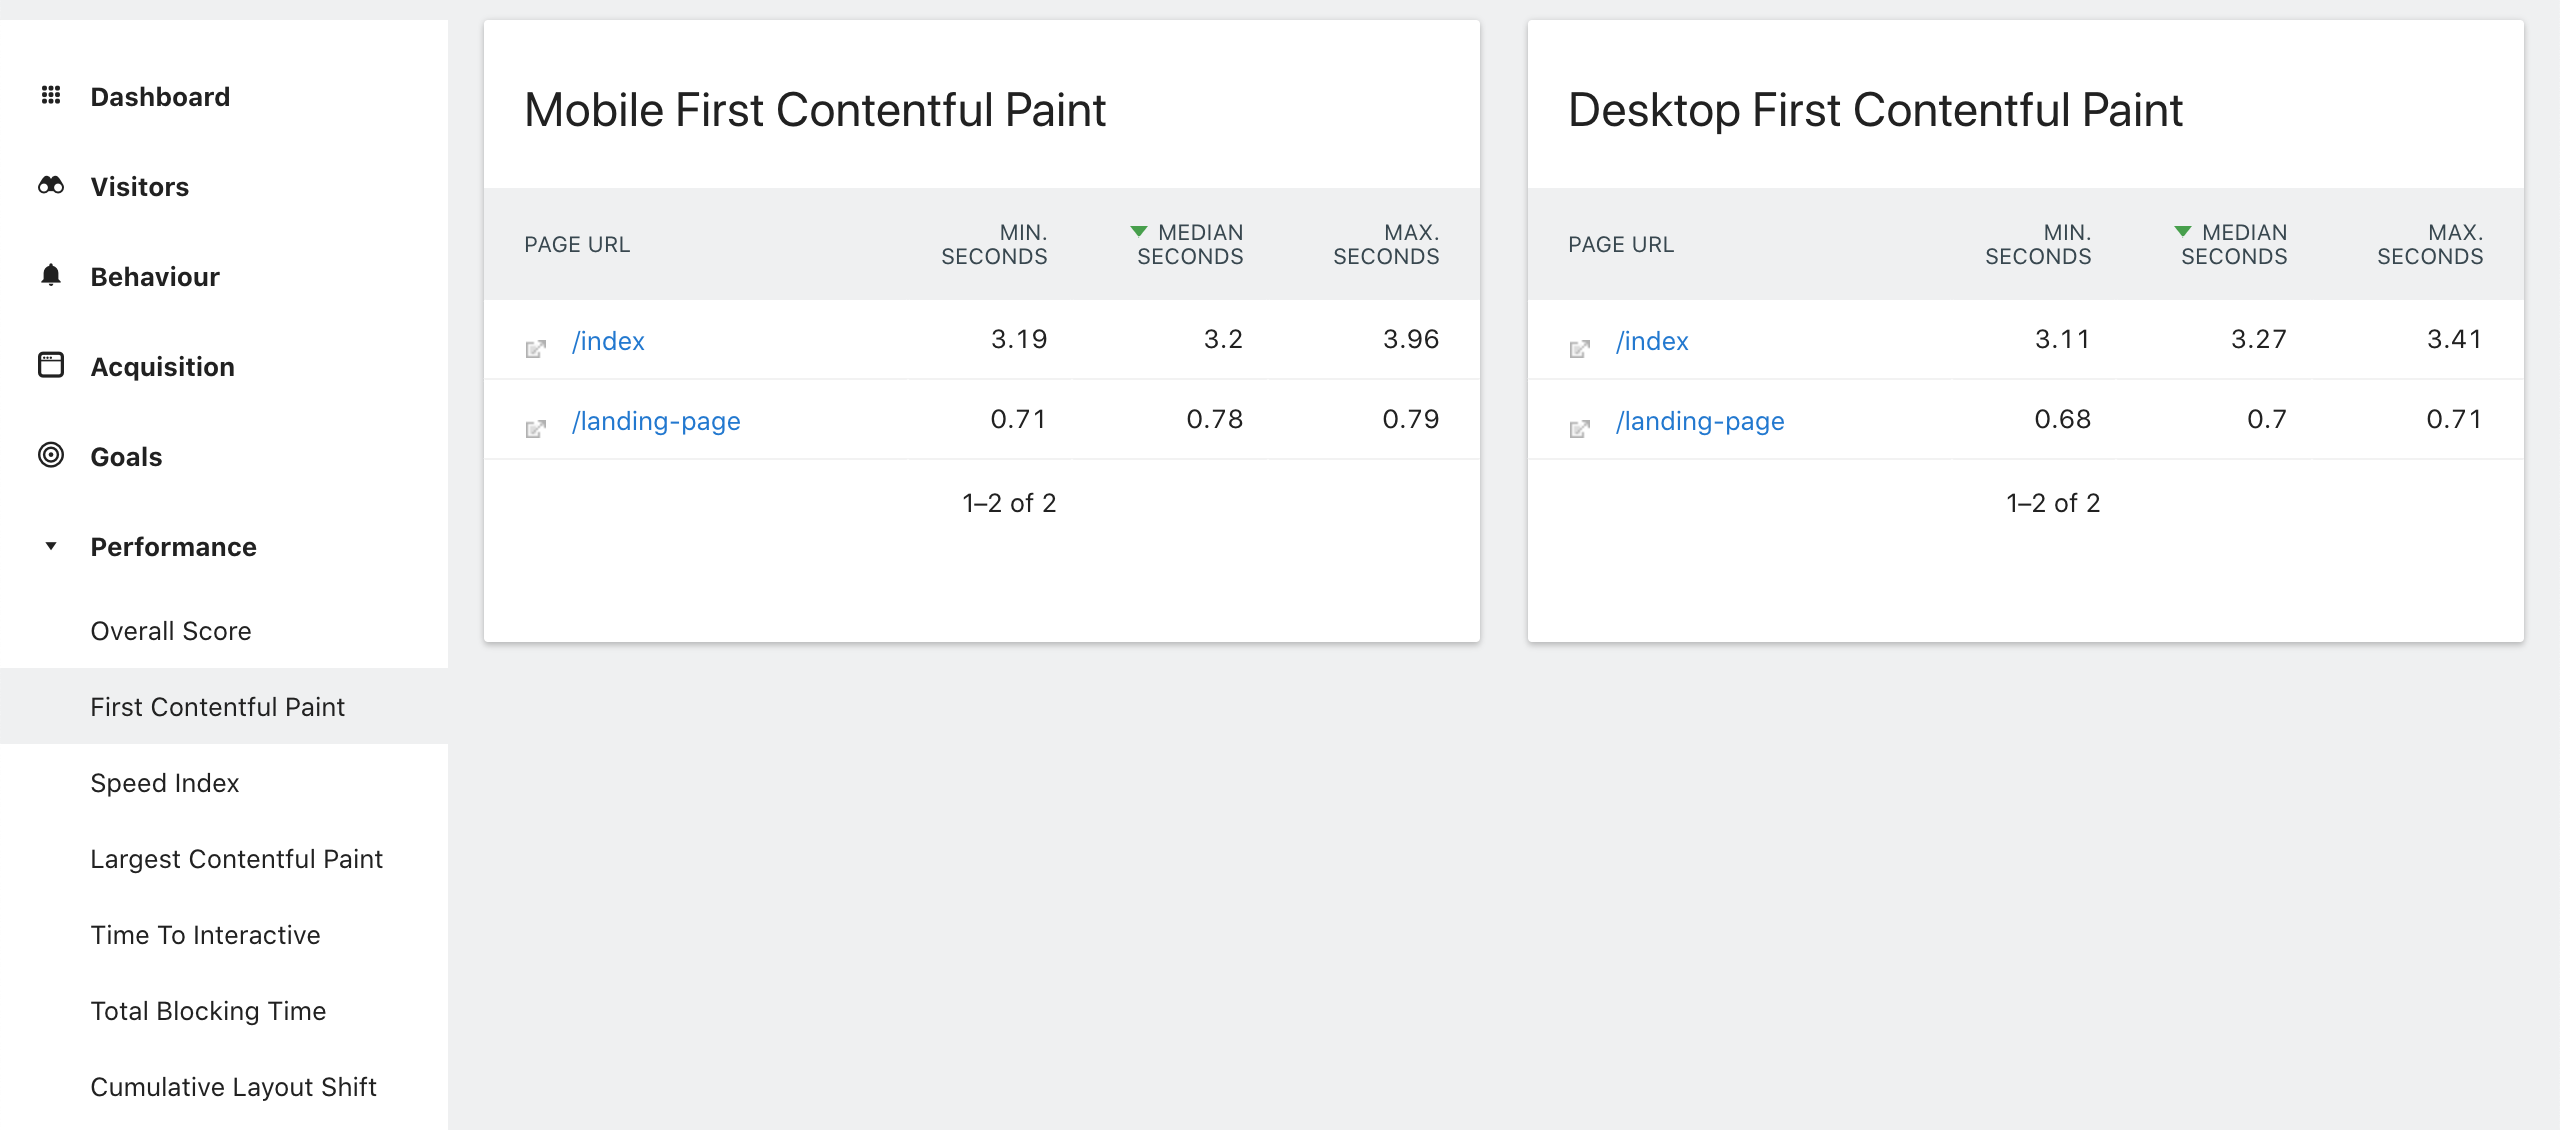 Dashboard
Visitors
Behaviour
Acquisition
Goals
Performance
Overall Score
First Contentful Paint
Speed Index
Largest Contentful Paint
Time To Interactive
Total Blocking Time
Cumulative Layout Shift
Mobile First Contentful Paint
PAGE URL MIN. SECONDS MEDIAN SECONDS MAX. SECONDS
/index 3.19 3.2 3.96
/landing-page 0.71 0.78 0.79
1–2 of 2
Desktop First Contentful Paint
PAGE URL MIN. SECONDS MEDIAN SECONDS MAX. SECONDS
/index 3.11 3.27 3.41
/landing-page 0.68 0.7 0.71
1–2 of 2